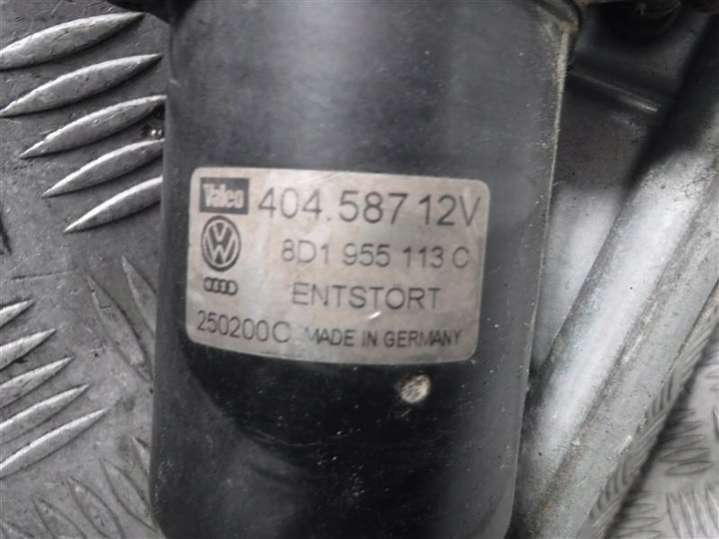 Valeo 404.587 12V
8D1 955 113 C
ENTSTORT
250200C MADE IN GERMANY